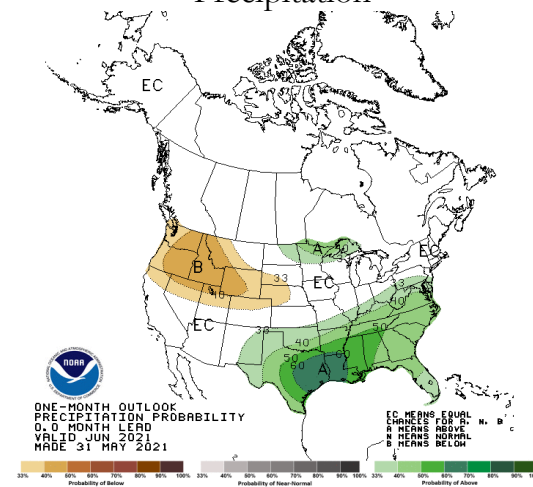 Precipitation
EC
A
40
EC
B
33
EC
33
40
40
EC
33
50
40
50
60
60
A
NOAA
ONE-MONTH OUTLOOK
PRECIPITATION PROBABILITY
0.0 MONTH LEAD
VALID JUN 2021
MADE 31 MAY 2021
EC MEANS EQUAL
CHANCES FOR A, N, B
A MEANS ABOVE
N MEANS NORMAL
B MEANS BELOW
33% 40% 50% 60% 70% 80% 90% 100% 33% 40% 50% 60% 70% 80% 90% 100% 33% 40% 50% 60% 70% 80% 90%
Probability of Below Probability of Near-Normal Probability of Above